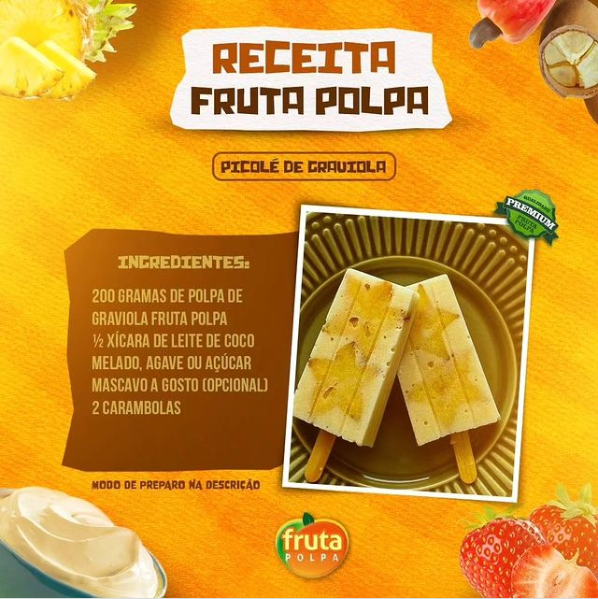 RECEITA
FRUTA POLPA
PICOLÉ DE GRAVIOLA
PREMIUM
FRUTA
POLPA
INGREDIENTES:
200 GRAMAS DE POLPA DE
GRAVIOLA FRUTA POLPA
½ XÍCARA DE LEITE DE COCO
MELADO, AGAVE OU AÇÚCAR
MASCAVO A GOSTO (OPCIONAL)
2 CARAMBOLAS
MODO DE PREPARO NA DESCRIÇÃO
fruta
POLPA